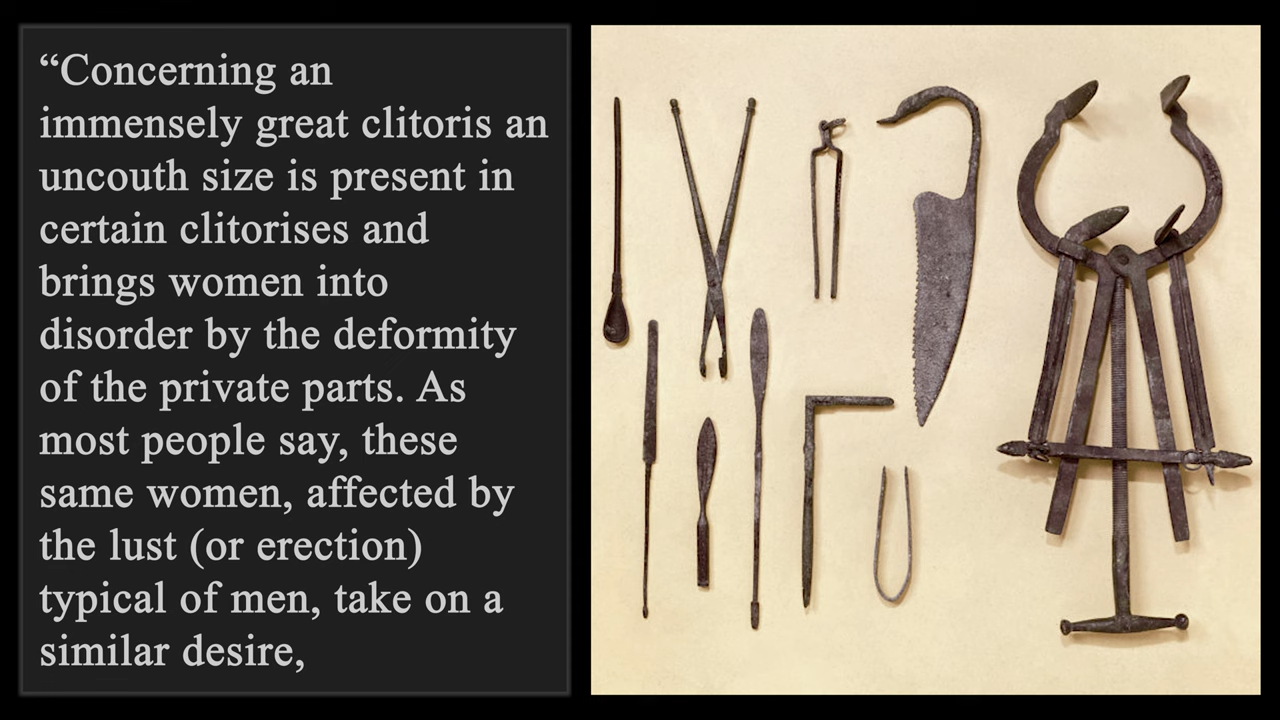 “Concerning an
immensely great clitoris an
uncouth size is present in
certain clitorises and
brings women into
disorder by the deformity
of the private parts. As
most people say, these
same women, affected by
the lust (or erection)
typical of men, take on a
similar desire,